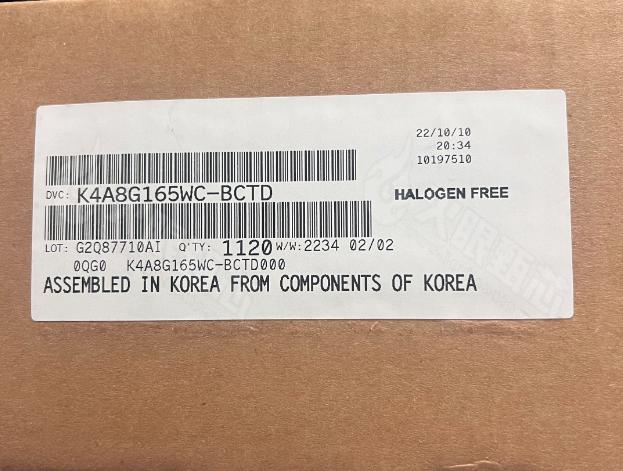 22/10/10
20:34
10197510
DVC: K4A8G165WC-BCTD
HALOGEN FREE
LOT: G2Q87710AI Q'TY: 1120 W/W:2234 02/02
0QG0 K4A8G165WC-BCTD000
ASSEMBLED IN KOREA FROM COMPONENTS OF KOREA